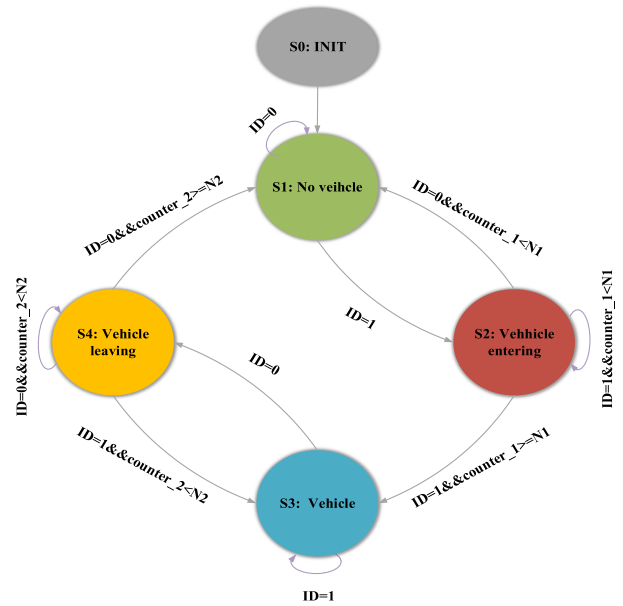 S0: INIT
ID=0
S1: No veihcle
ID=0&&counter_2>=N2
ID=0&&counter_1<N1
ID=0&&counter_2<N2
ID=1&&counter_1<N1
ID=1
S4: Vehicle
leaving
S2: Vehhicle
entering
ID=0
ID=1&&counter_2<N2
ID=1&&counter_1>=N1
S3: Vehicle
ID=1